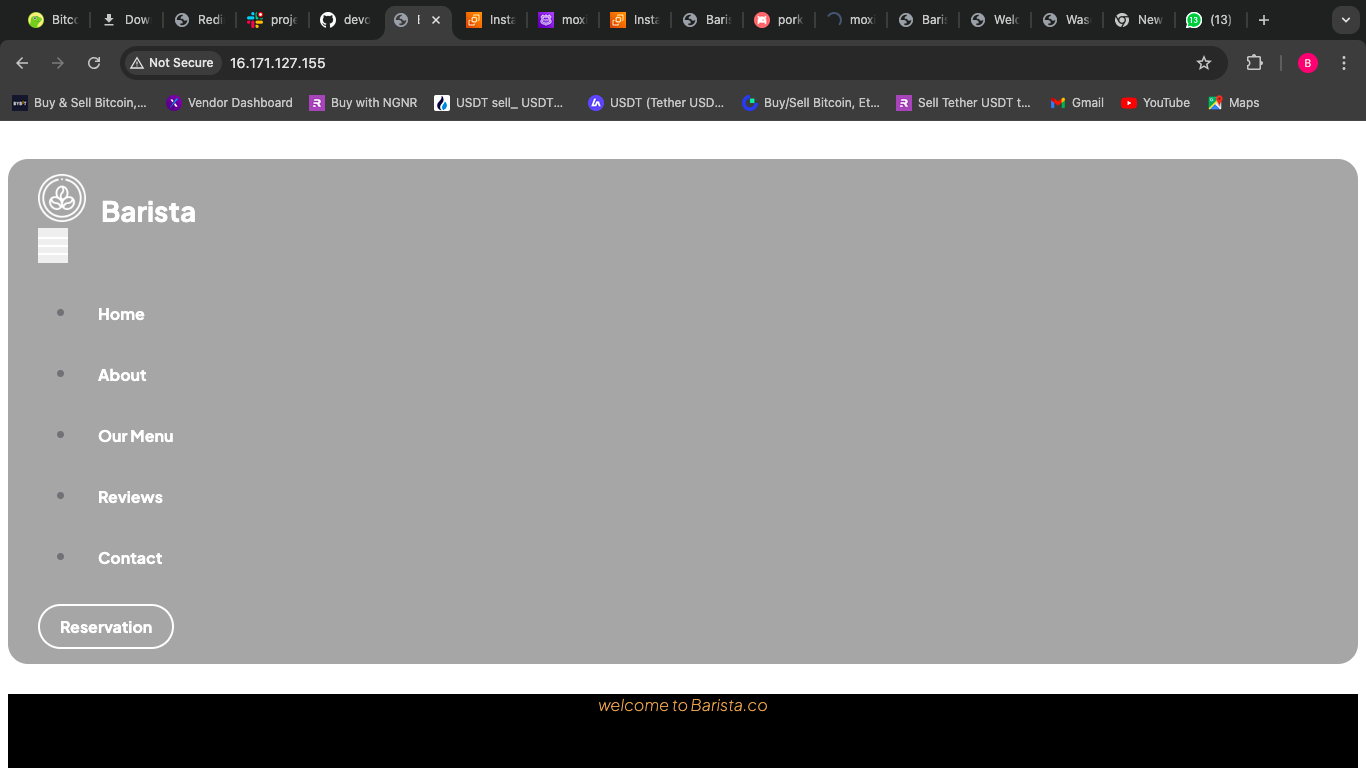 Bitc Dow Redi proje devo Insta moxi Insta Baris pork moxi Baris Welc Was New (13)
Not Secure 16.171.127.155 B
Buy & Sell Bitcoin,... Vendor Dashboard Buy with NGNR USDT sell_ USDT... USDT (Tether USD... Buy/Sell Bitcoin, Et... Sell Tether USDT t... Gmail YouTube Maps
Barista
Home
About
Our Menu
Reviews
Contact
Reservation
welcome to Barista.co